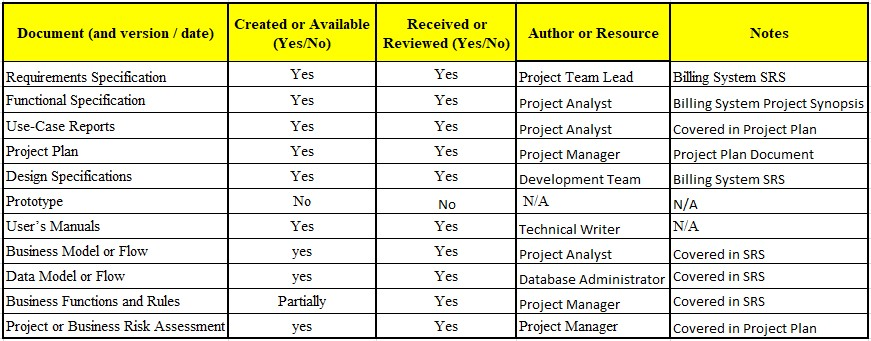 Document (and version / date) Created or Available (Yes/No) Received or Reviewed (Yes/No) Author or Resource Notes
Requirements Specification Yes Yes Project Team Lead Billing System SRS
Functional Specification Yes Yes Project Analyst Billing System Project Synopsis
Use-Case Reports Yes Yes Project Analyst Covered in Project Plan
Project Plan Yes Yes Project Manager Project Plan Document
Design Specifications Yes Yes Development Team Billing System SRS
Prototype No No N/A N/A
User’s Manuals Yes Yes Technical Writer N/A
Business Model or Flow yes Yes Project Analyst Covered in SRS
Data Model or Flow yes Yes Database Administrator Covered in SRS
Business Functions and Rules Partially Yes Project Manager Covered in SRS
Project or Business Risk Assessment yes Yes Project Manager Covered in Project Plan